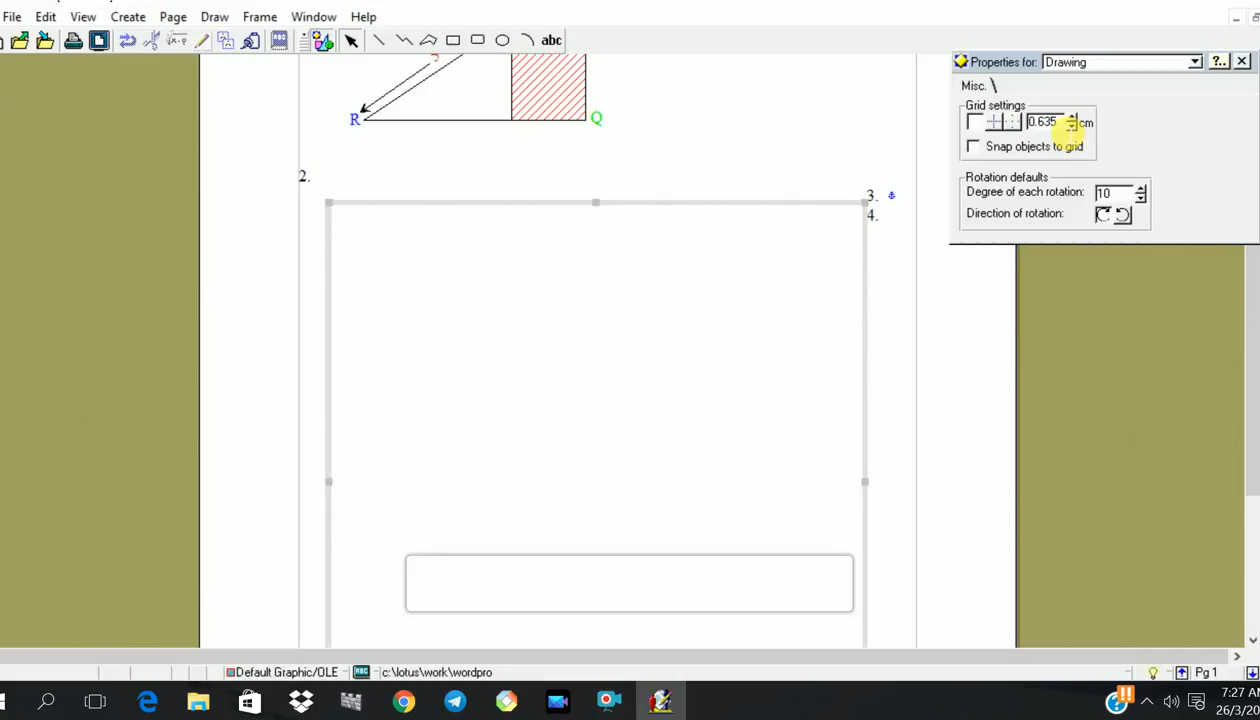 File Edit View Create Page Draw Frame Window Help
abc
Properties for: Drawing ?..
Misc.
Grid settings
0.635 cm
Snap objects to grid
Rotation defaults
Degree of each rotation: 10
Direction of rotation:
R
Q
2.
3.
4.
Default Graphic/OLE c:\lotus\work\wordpro Pg 1
7:27 AM
26/3/20